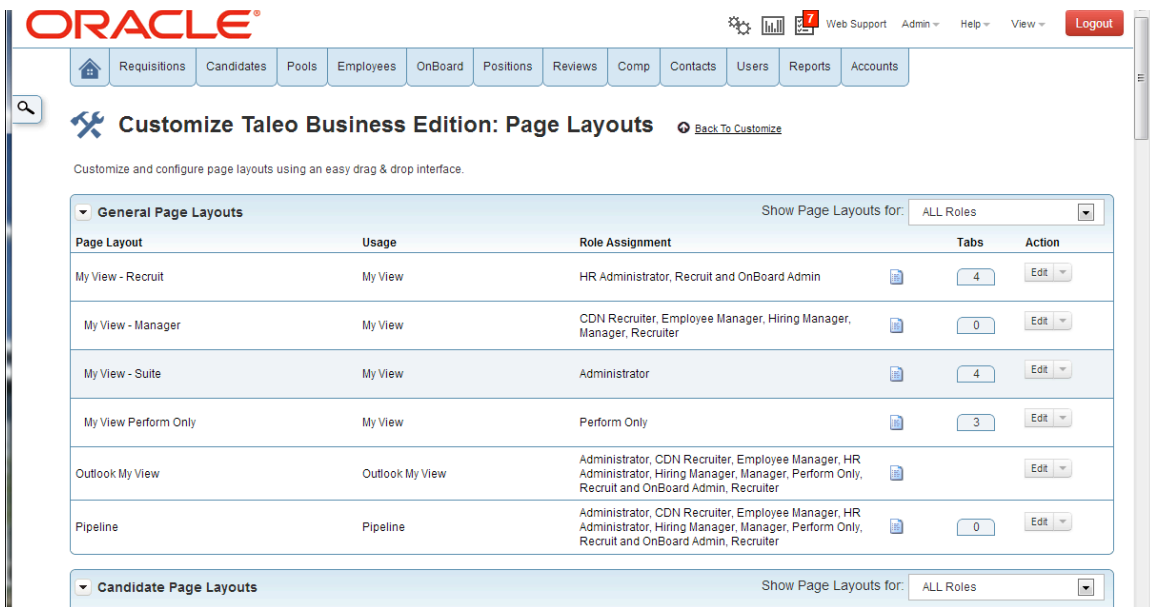 ORACLE®
7 Web Support Admin Help View Logout
Requisitions Candidates Pools Employees OnBoard Positions Reviews Comp Contacts Users Reports Accounts
Customize Taleo Business Edition: Page Layouts Back To Customize
Customize and configure page layouts using an easy drag & drop interface.
General Page Layouts Show Page Layouts for: ALL Roles
Page Layout Usage Role Assignment Tabs Action
My View - Recruit My View HR Administrator, Recruit and OnBoard Admin 4 Edit
My View - Manager My View CDN Recruiter, Employee Manager, Hiring Manager, 0 Edit
Manager, Recruiter
My View - Suite My View Administrator 4 Edit
My View Perform Only My View Perform Only 3 Edit
Administrator, CDN Recruiter, Employee Manager, HR
Outlook My View Outlook My View Administrator, Hiring Manager, Manager, Perform Only, Edit
Recruit and OnBoard Admin, Recruiter
Administrator, CDN Recruiter, Employee Manager, HR
Pipeline Pipeline Administrator, Hiring Manager, Manager, Perform Only, 0 Edit
Recruit and OnBoard Admin, Recruiter
Candidate Page Layouts Show Page Layouts for: ALL Roles